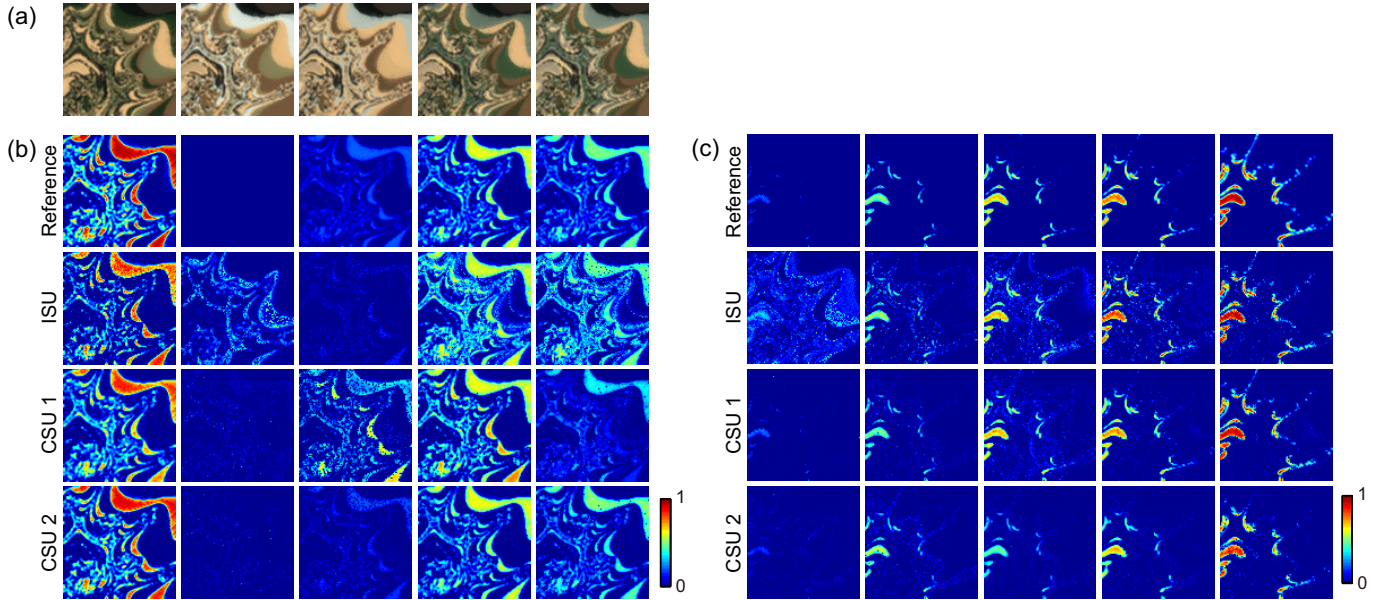 (a)
(b)
Reference
ISU
CSU 1
CSU 2
1
0
(c)
Reference
ISU
CSU 1
CSU 2
1
0